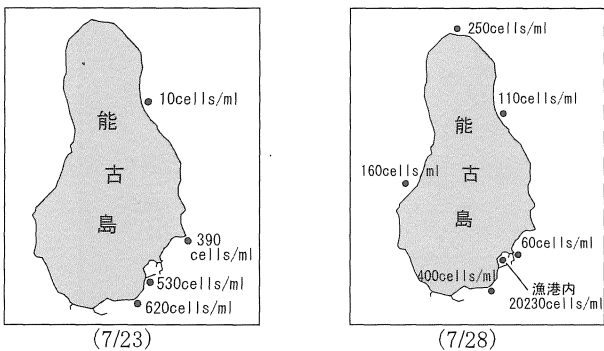 10cells/ml
能
古
島
390
cells/ml
530cells/ml
620cells/ml
(7/23)
250cells/ml
110cells/ml
能
古
島
160cells/ml
60cells/ml
400cells/ml
漁港内
20230cells/ml
(7/28)